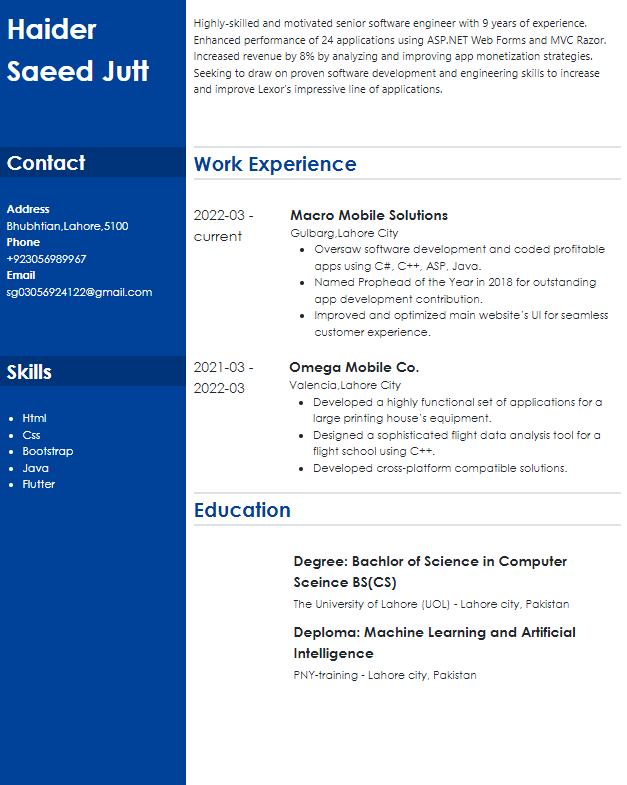 Haider
Saeed Jutt
Contact
Address
Bhubhtian,Lahore,5100
Phone
+923056989967
Email
sg03056924122@gmail.com
Skills
Html
Css
Bootstrap
Java
Flutter
Highly-skilled and motivated senior software engineer with 9 years of experience.
Enhanced performance of 24 applications using ASP.NET Web Forms and MVC Razor.
Increased revenue by 8% by analyzing and improving app monetization strategies.
Seeking to draw on proven software development and engineering skills to increase
and improve Lexor's impressive line of applications.
Work Experience
2022-03 -
current
Macro Mobile Solutions
Gulbarg,Lahore City
Oversaw software development and coded profitable
apps using C#, C++, ASP, Java.
Named Prophead of the Year in 2018 for outstanding
app development contribution.
Improved and optimized main website's UI for seamless
customer experience.
2021-03 -
2022-03
Omega Mobile Co.
Valencia,Lahore City
Developed a highly functional set of applications for a
large printing house's equipment.
Designed a sophisticated flight data analysis tool for a
flight school using C++.
Developed cross-platform compatible solutions.
Education
Degree: Bachlor of Science in Computer
Sceince BS(CS)
The University of Lahore (UOL) - Lahore city, Pakistan
Deploma: Machine Learning and Artificial
Intelligence
PNY-training - Lahore city, Pakistan